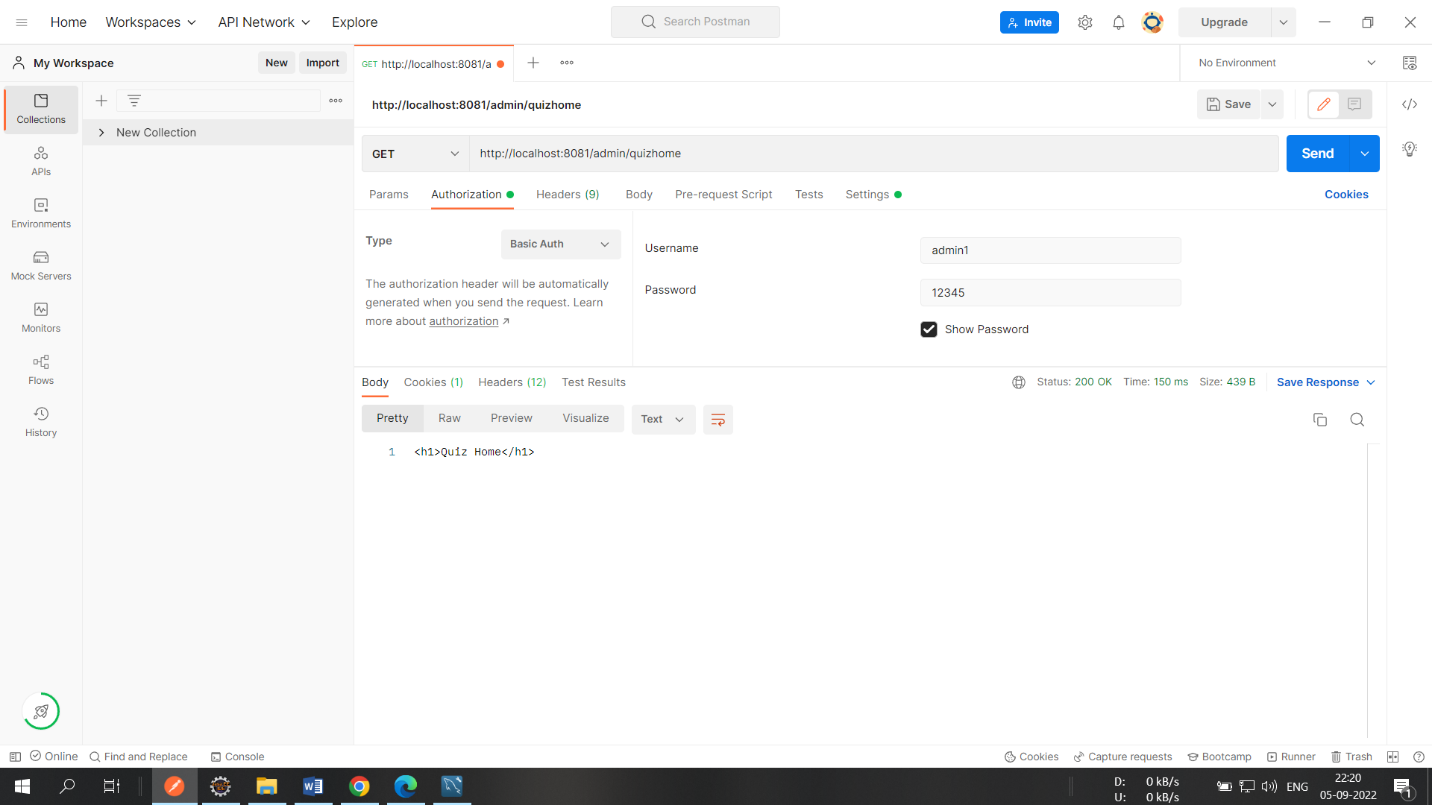 Home Workspaces API Network Explore Search Postman Invite Upgrade
My Workspace New Import GET http://localhost:8081/a No Environment
Collections
New Collection
APIs
Environments
Mock Servers
Monitors
Flows
History
http://localhost:8081/admin/quizhome Save
GET http://localhost:8081/admin/quizhome Send
Params Authorization Headers (9) Body Pre-request Script Tests Settings Cookies
Type Basic Auth
The authorization header will be automatically
generated when you send the request. Learn
more about authorization ↗
Username admin1
Password 12345
Show Password
Body Cookies (1) Headers (12) Test Results Status: 200 OK Time: 150 ms Size: 439 B Save Response
Pretty Raw Preview Visualize Text
1 <h1>Quiz Home</h1>
Online Find and Replace Console Cookies Capture requests Bootcamp Runner Trash
D: 0 kB/s
U: 0 kB/s
ENG
22:20
05-09-2022
1